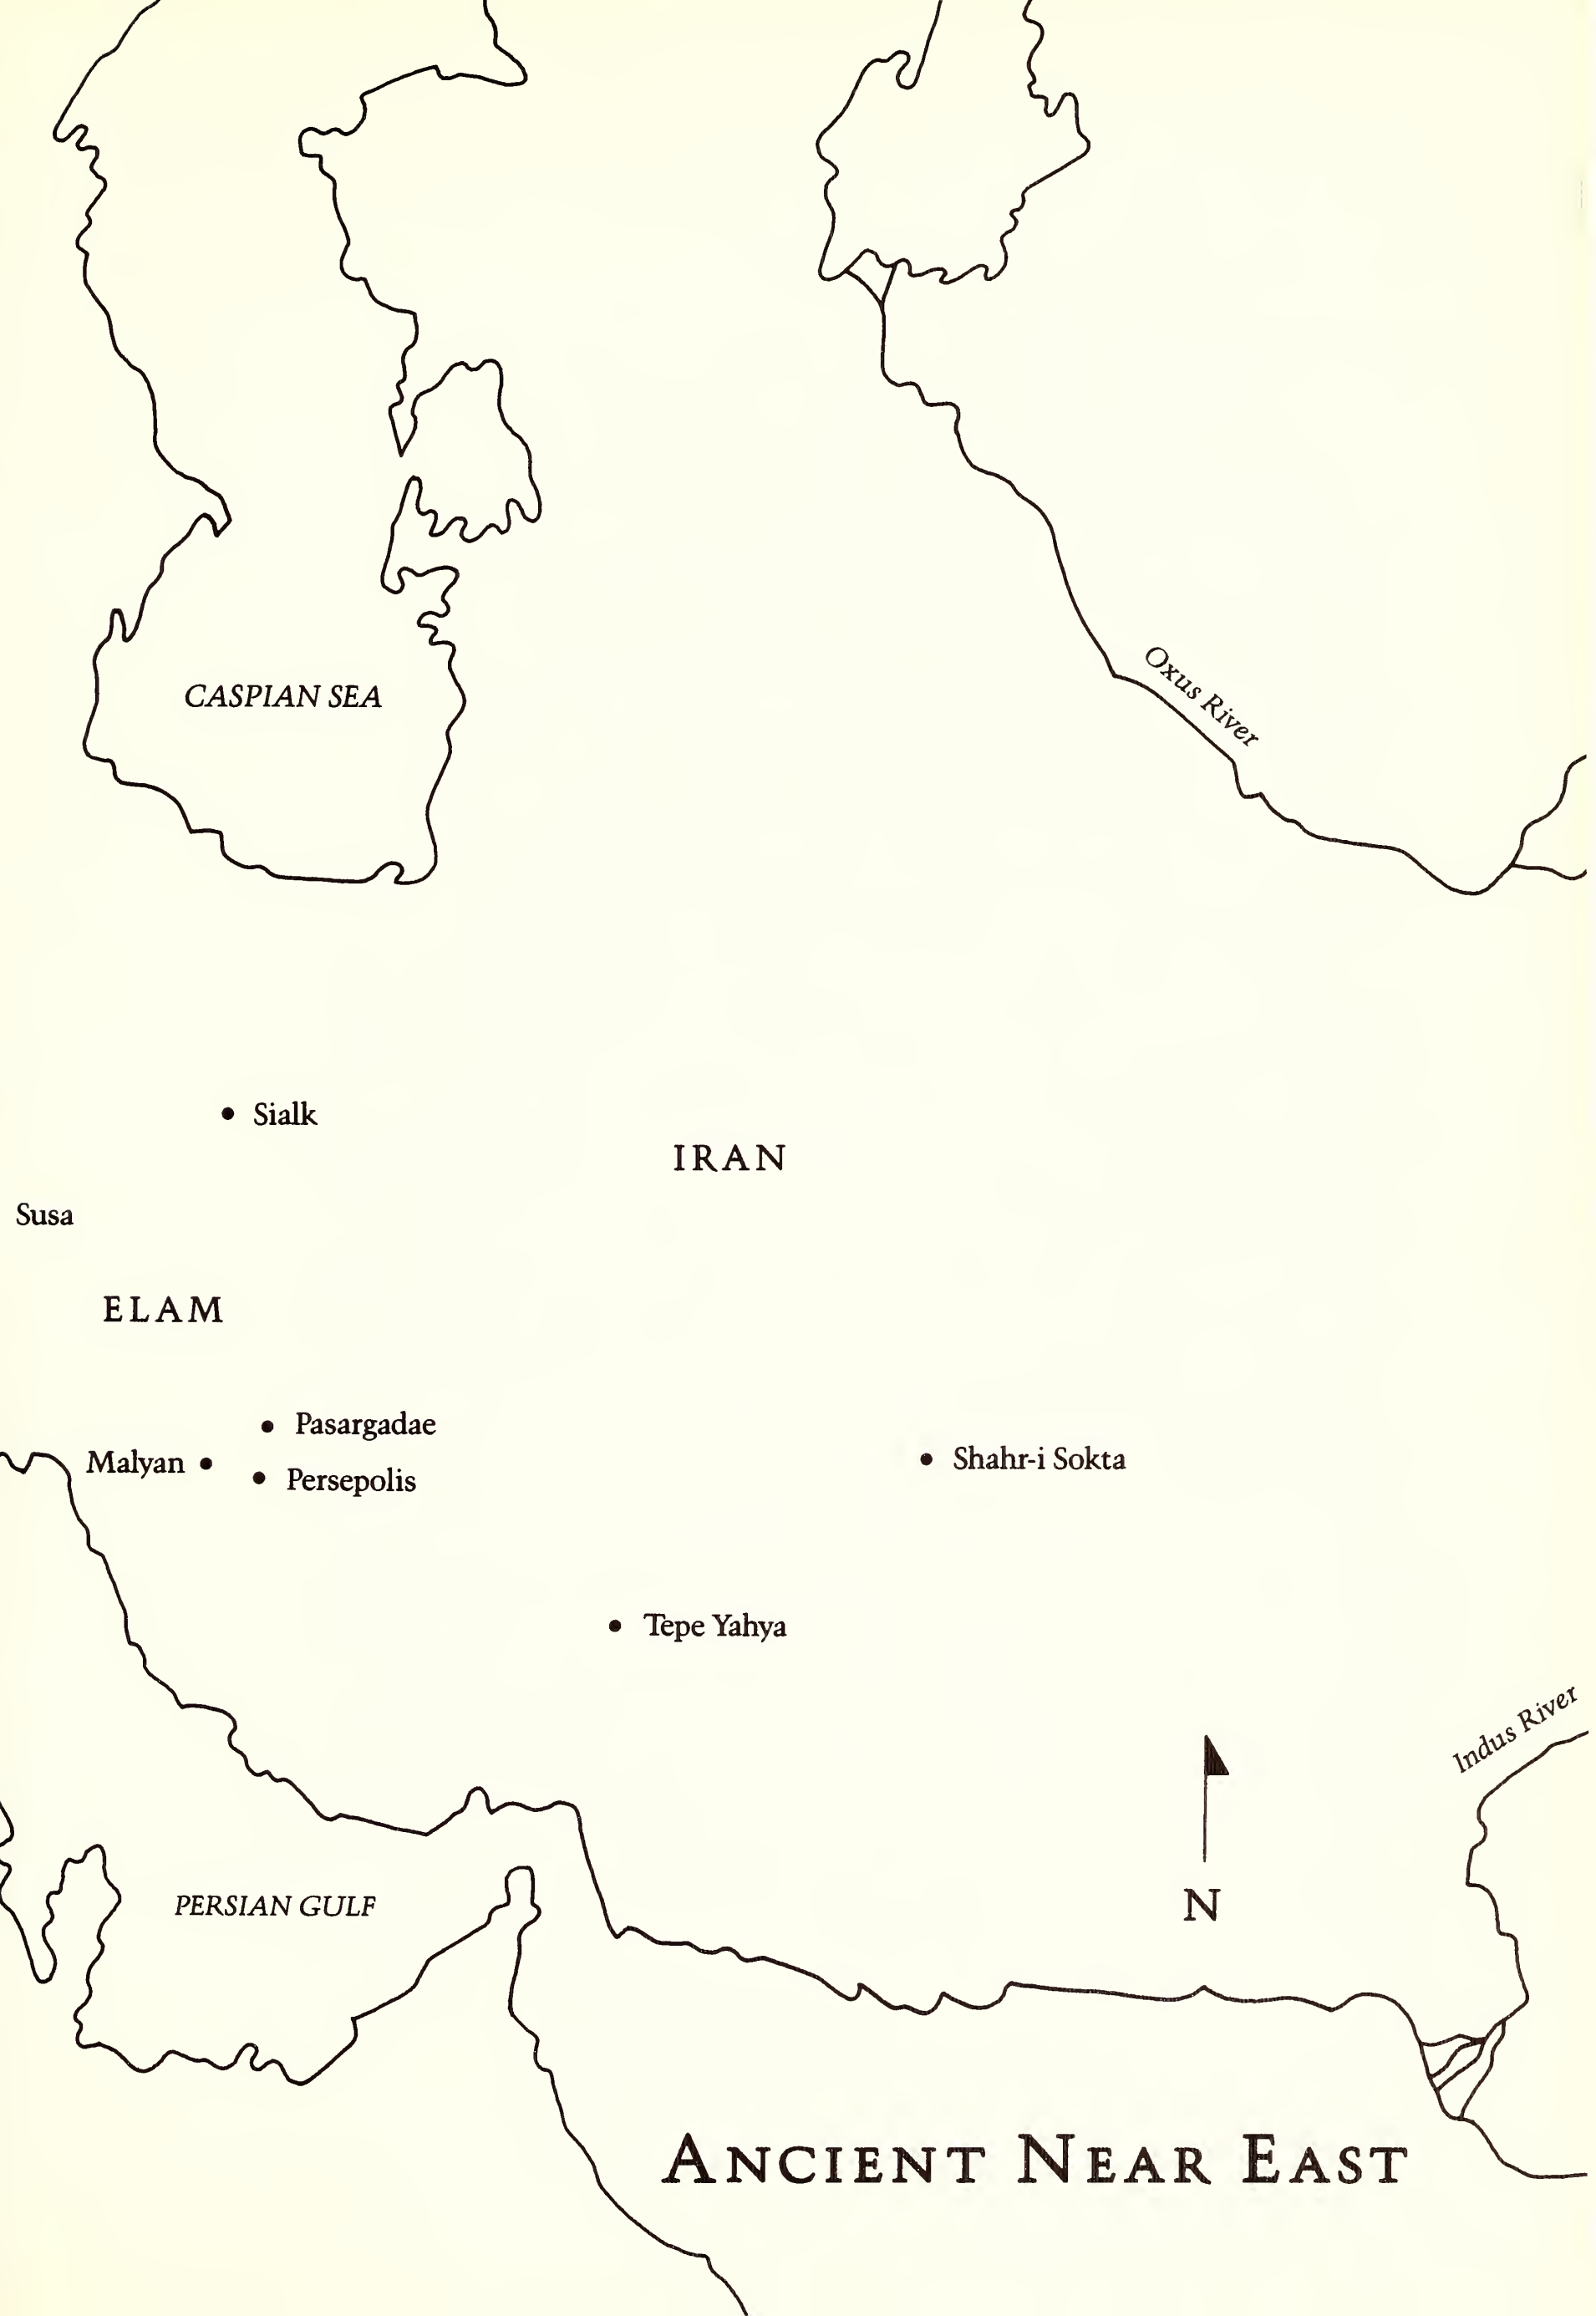 CASPIAN SEA
Oxus River
Sialk
IRAN
Susa
ELAM
Pasargadae
Malyan
Persepolis
Shahr-i Sokta
Tepe Yahya
Indus River
PERSIAN GULF
N
ANCIENT NEAR EAST